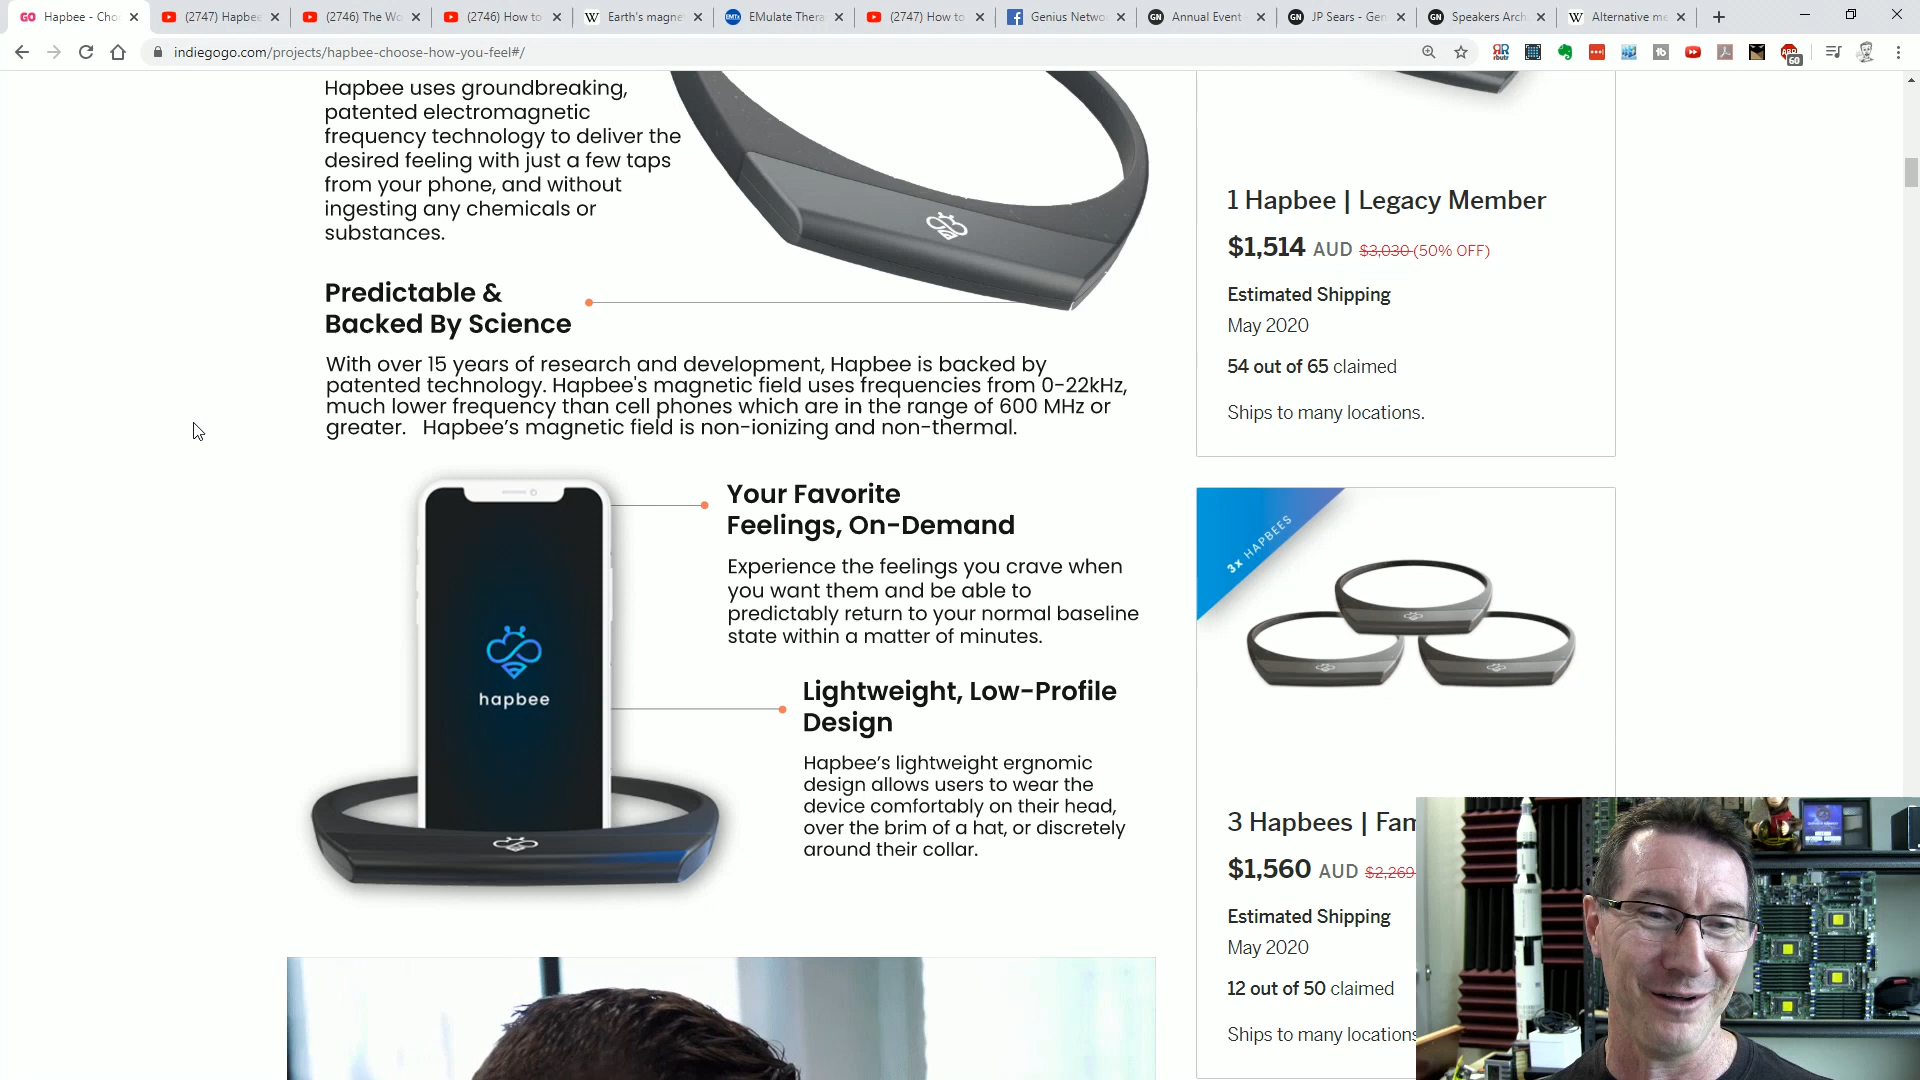 Hapbee - Cho
(2747) Hapbee
(2746) The Wo
(2746) How to
Earth's magne
EMulate Thera
(2747) How to
Genius Netwo
Annual Event
JP Sears - Gen
Speakers Arch
Alternative me
indiegogo.com/projects/hapbee-choose-how-you-feel#/
Hapbee uses groundbreaking,
patented electromagnetic
frequency technology to deliver the
desired feeling with just a few taps
from your phone, and without
ingesting any chemicals or
substances.
Predictable &
Backed By Science
With over 15 years of research and development, Hapbee is backed by
patented technology. Hapbee's magnetic field uses frequencies from 0-22kHz,
much lower frequency than cell phones which are in the range of 600 MHz or
greater. Hapbee's magnetic field is non-ionizing and non-thermal.
hapbee
Your Favorite
Feelings, On-Demand
Experience the feelings you crave when
you want them and be able to
predictably return to your normal baseline
state within a matter of minutes.
Lightweight, Low-Profile
Design
Hapbee's lightweight ergnomic
design allows users to wear the
device comfortably on their head,
over the brim of a hat, or discretely
around their collar.
1 Hapbee | Legacy Member
$1,514 AUD $3,030 (50% OFF)
Estimated Shipping
May 2020
54 out of 65 claimed
Ships to many locations.
3x HAPBEES
3 Hapbees | Fam
$1,560 AUD $2,269
Estimated Shipping
May 2020
12 out of 50 claimed
Ships to many locations